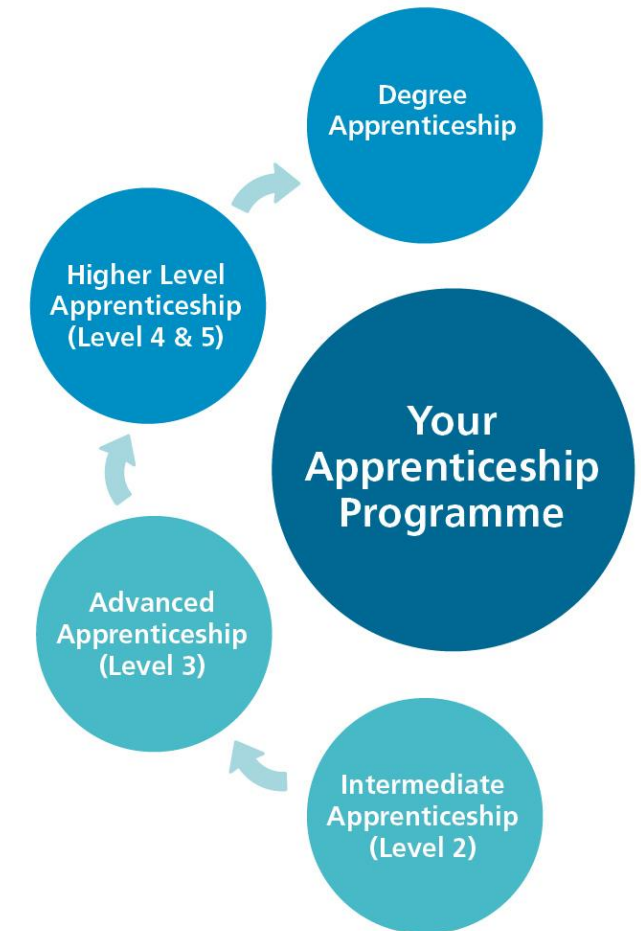 Degree
Apprenticeship
Higher Level
Apprenticeship
(Level 4 & 5)
Your
Apprenticeship
Programme
Advanced
Apprenticeship
(Level 3)
Intermediate
Apprenticeship
(Level 2)